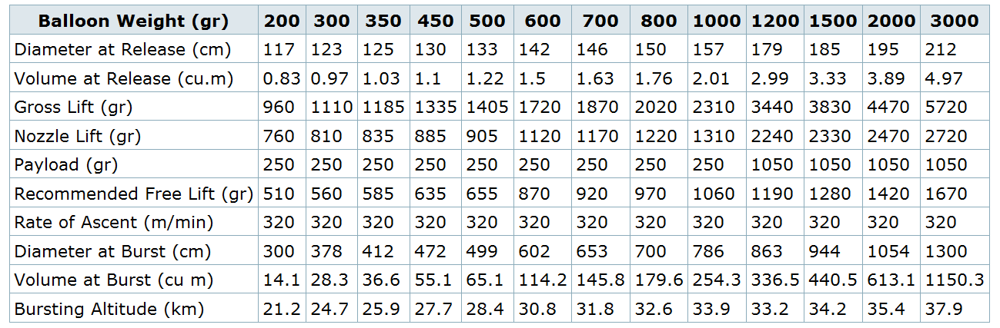 Balloon Weight (gr) 200 300 350 450 500 600 700 800 1000 1200 1500 2000 3000
Diameter at Release (cm) 117 123 125 130 133 142 146 150 157 179 185 195 212
Volume at Release (cu.m) 0.83 0.97 1.03 1.1 1.22 1.5 1.63 1.76 2.01 2.99 3.33 3.89 4.97
Gross Lift (gr) 960 1110 1185 1335 1405 1720 1870 2020 2310 3440 3830 4470 5720
Nozzle Lift (gr) 760 810 835 885 905 1120 1170 1220 1310 2240 2330 2470 2720
Payload (gr) 250 250 250 250 250 250 250 250 250 1050 1050 1050 1050
Recommended Free Lift (gr) 510 560 585 635 655 870 920 970 1060 1190 1280 1420 1670
Rate of Ascent (m/min) 320 320 320 320 320 320 320 320 320 320 320 320 320
Diameter at Burst (cm) 300 378 412 472 499 602 653 700 786 863 944 1054 1300
Volume at Burst (cu m) 14.1 28.3 36.6 55.1 65.1 114.2 145.8 179.6 254.3 336.5 440.5 613.1 1150.3
Bursting Altitude (km) 21.2 24.7 25.9 27.7 28.4 30.8 31.8 32.6 33.9 33.2 34.2 35.4 37.9